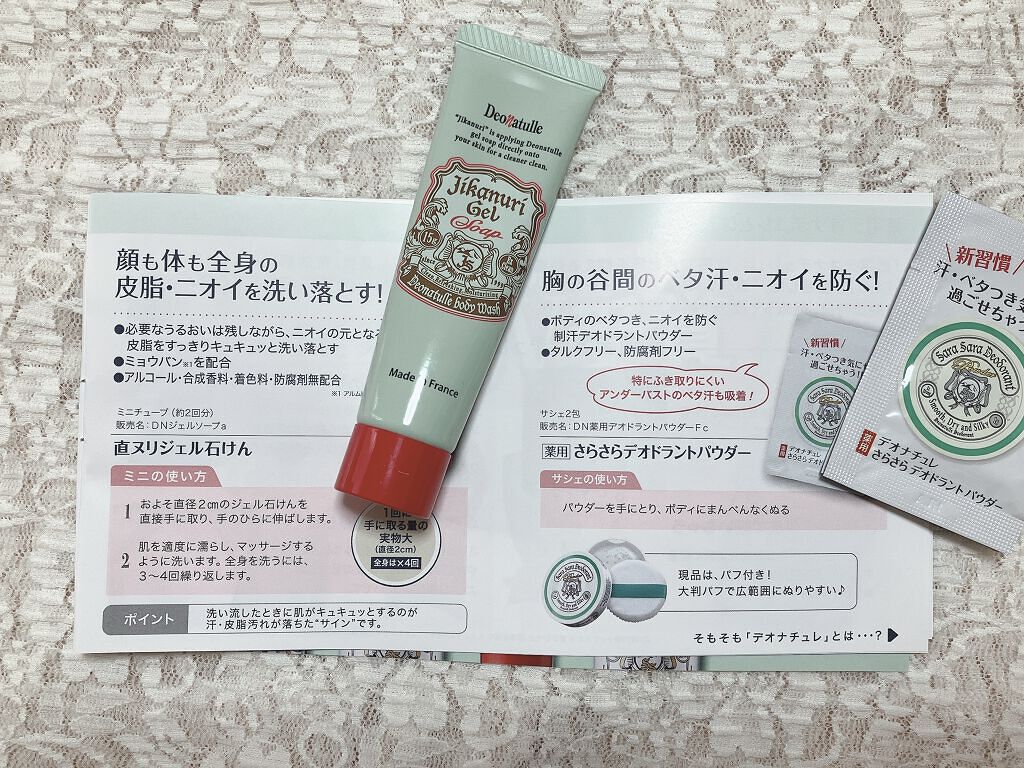 Deonatulle
"Jikanuri" is applying Deonatulle
gel soap directly onto
your skin for a cleaner clean.
Jikanuri
Gel
Soap
Deonatulle body Wash
Made in France
顔も体も全身の
皮脂・ニオイを洗い落とす!
●必要なうるおいは残しながら、ニオイの元とな
皮脂をすっきりキュキュッと洗い落とす
●ミョウバン※1を配合
●アルコール・合成香料・着色料・防腐剤無配合
ミニチューブ(約2回分)
販売名:DNジェルソープa
直ヌリジェル石けん
ミニの使い方
1 およそ直径2cmのジェル石けんを
直接手に取り、手のひらに伸ばします。
2 肌を適度に濡らし、マッサージする
ように洗います。全身を洗うには、
3〜4回繰り返します。
1回に
手に取る量の
実物大
(直径2cm)
全身は×4回
ポイント
洗い流したときに肌がキュキュッとするのが
汗・皮脂汚れが落ちた"サイン"です。
胸の谷間のベタ汗・ニオイを防ぐ!
●ボディのベタつき、ニオイを防ぐ
制汗デオドラントパウダー
●タルクフリー、防腐剤フリー
特にふき取りにくい
アンダーバストのベタ汗も吸着!
サシェ2包
販売名:DN薬用デオドラントパウダーFc
薬用 さらさらデオドラントパウダー
サシェの使い方
パウダーを手にとり、ボディにまんべんなくぬる
現品は、パフ付き!
大判パフで広範囲にぬりやすい♪
そもそも「デオナチュレ」とは・・・?▶
新習慣
汗・ベタつき気に
過ごせちゃう!
デオナチュレ
新習慣
汗・ベタつき気
過ごせちゃ
Sara Sara Deodorant
Smooth, Dry and Silky
薬用
デオナチュレ
さらさらデオドラントパウダー